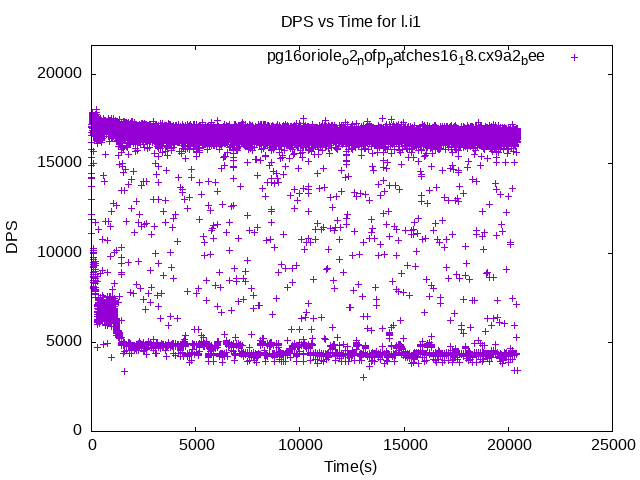 DPS vs Time for l.i1
pg16oriole_o2_nofp_patches16_18.cx9a2_bee
20000
15000
10000
5000
0
DPS
0 5000 10000 15000 20000 25000
Time(s)